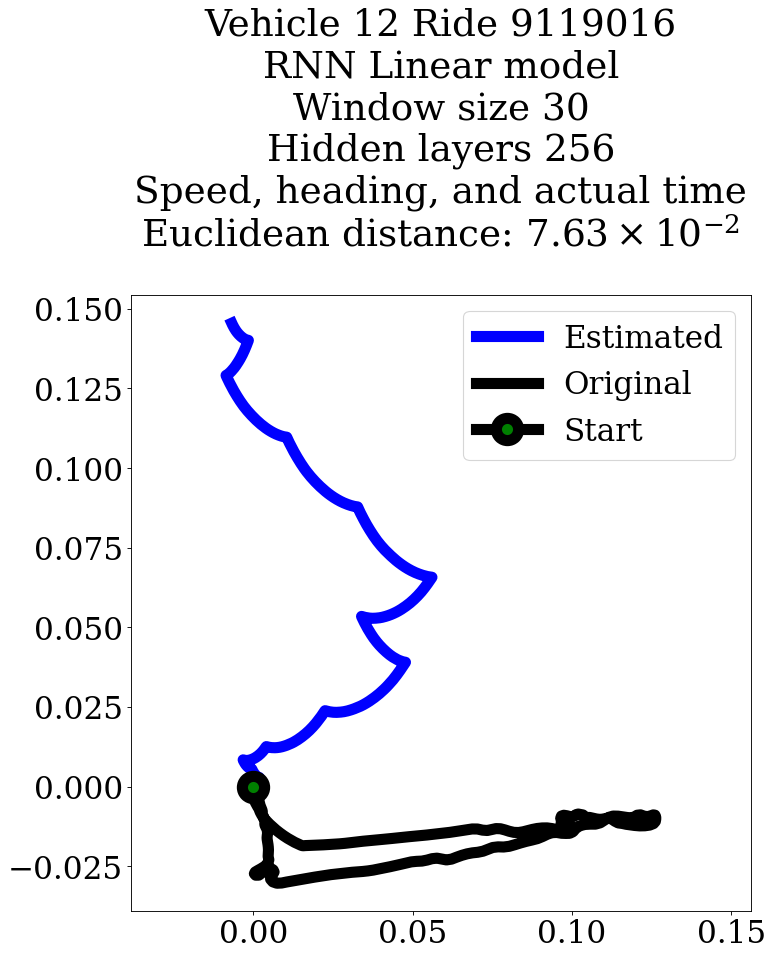 Vehicle 12 Ride 9119016
RNN Linear model
Window size 30
Hidden layers 256
Speed, heading, and actual time
Euclidean distance: 7.63 × 10⁻²
0.150
0.125
0.100
0.075
0.050
0.025
0.000
−0.025
Estimated
Original
Start
0.00 0.05 0.10 0.15